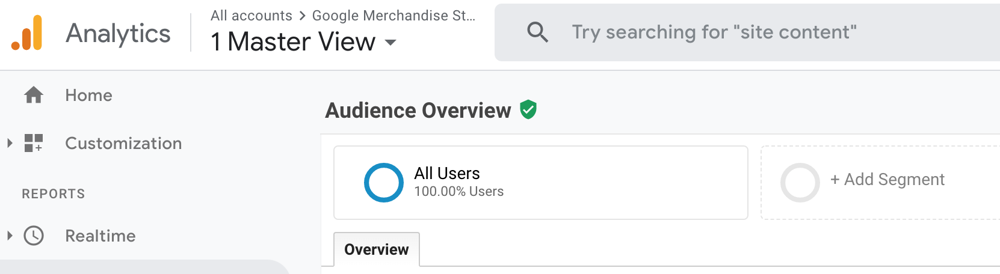 Analytics
All accounts > Google Merchandise St...
1 Master View
Try searching for "site content"
Home
Customization
REPORTS
Realtime
Audience Overview
All Users
100.00% Users
+ Add Segment
Overview